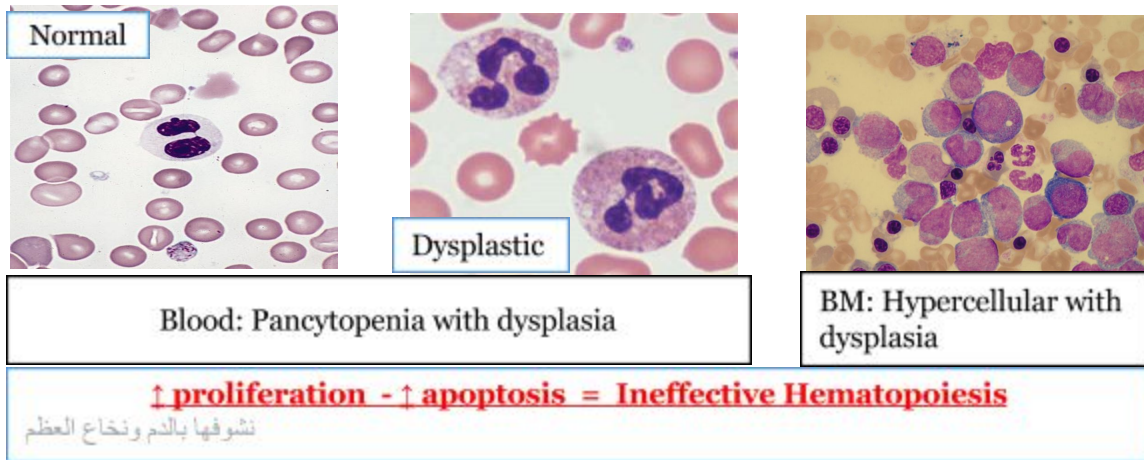 Normal
Dysplastic
Blood: Pancytopenia with dysplasia
BM: Hypercellular with
dysplasia
↑ proliferation - ↑ apoptosis = Ineffective Hematopoiesis
نشوفها بالدم ونخاع العظم